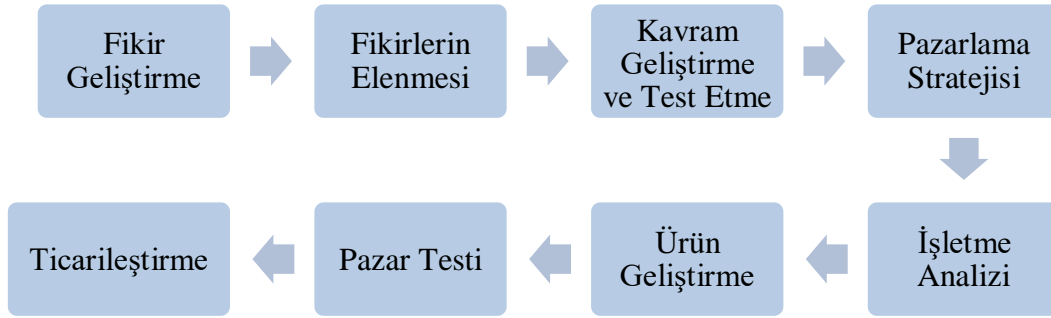 Fikir
Geliştirme
Fikirlerin
Elenmesi
Kavram
Geliştirme
ve Test Etme
Pazarlama
Stratejisi
İşletme
Analizi
Ürün
Geliştirme
Pazar Testi
Ticarileştirme